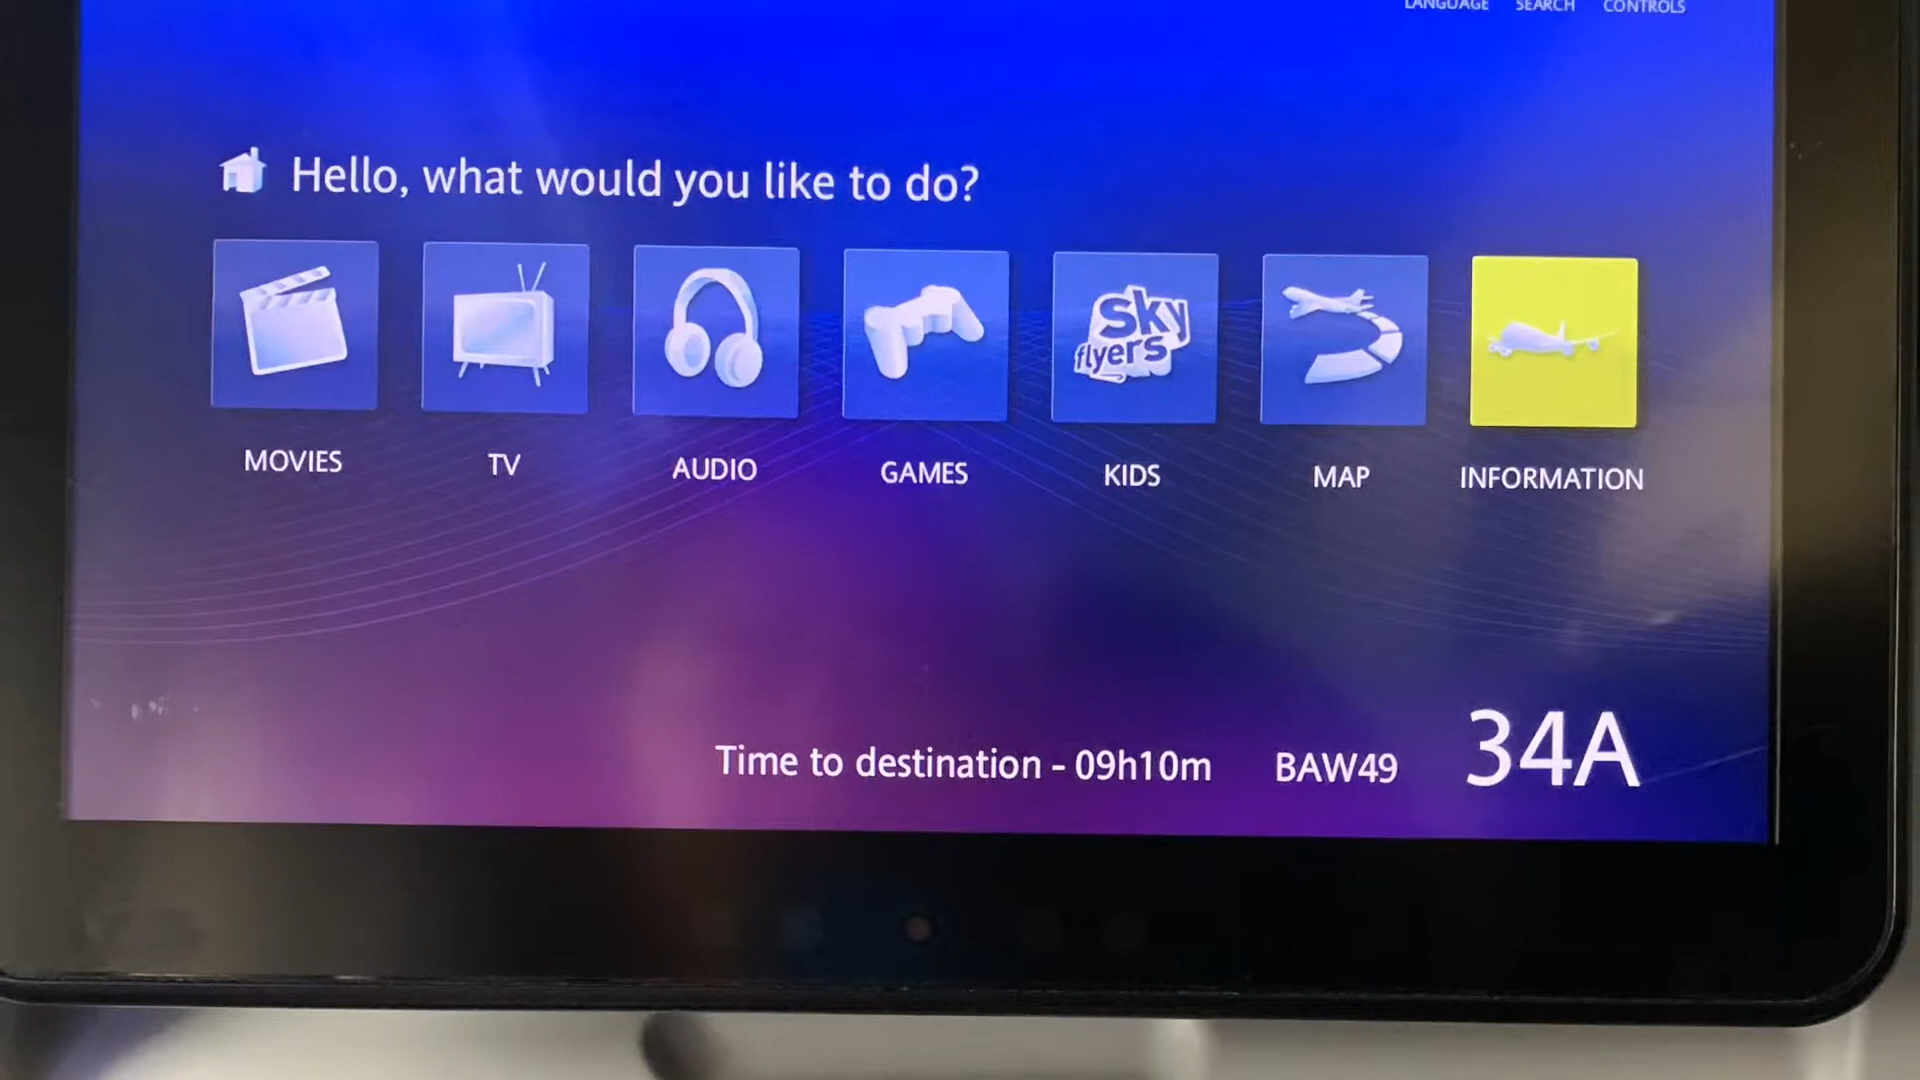 LANGUAGE SEARCH CONTROLS
Hello, what would you like to do?
sky
flyers
MOVIES TV AUDIO GAMES KIDS MAP INFORMATION
Time to destination - 09h10m BAW49 34A